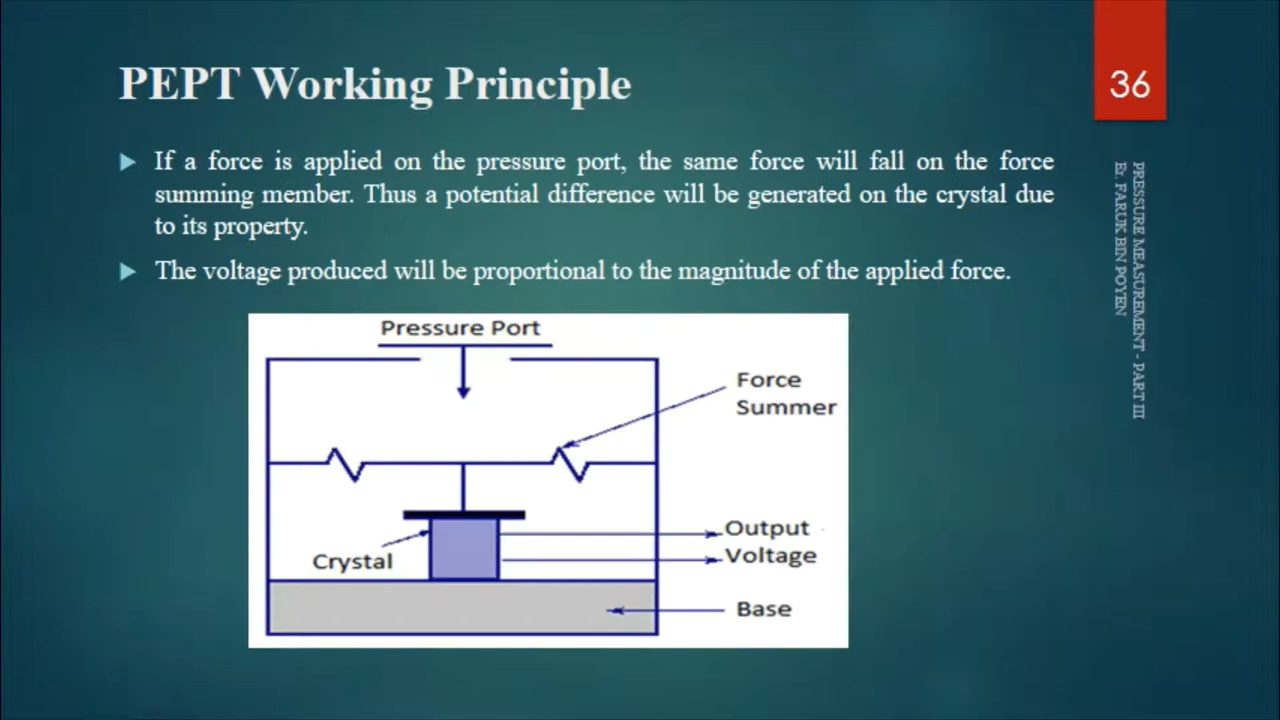 PEPT Working Principle
36
If a force is applied on the pressure port, the same force will fall on the force
summing member. Thus a potential difference will be generated on the crystal due
to its property.
The voltage produced will be proportional to the magnitude of the applied force.
Pressure Port
Force
Summer
Output
Voltage
Crystal
Base
PRESSURE MEASUREMENT - PART III
Er. FARUK BIN POYEN